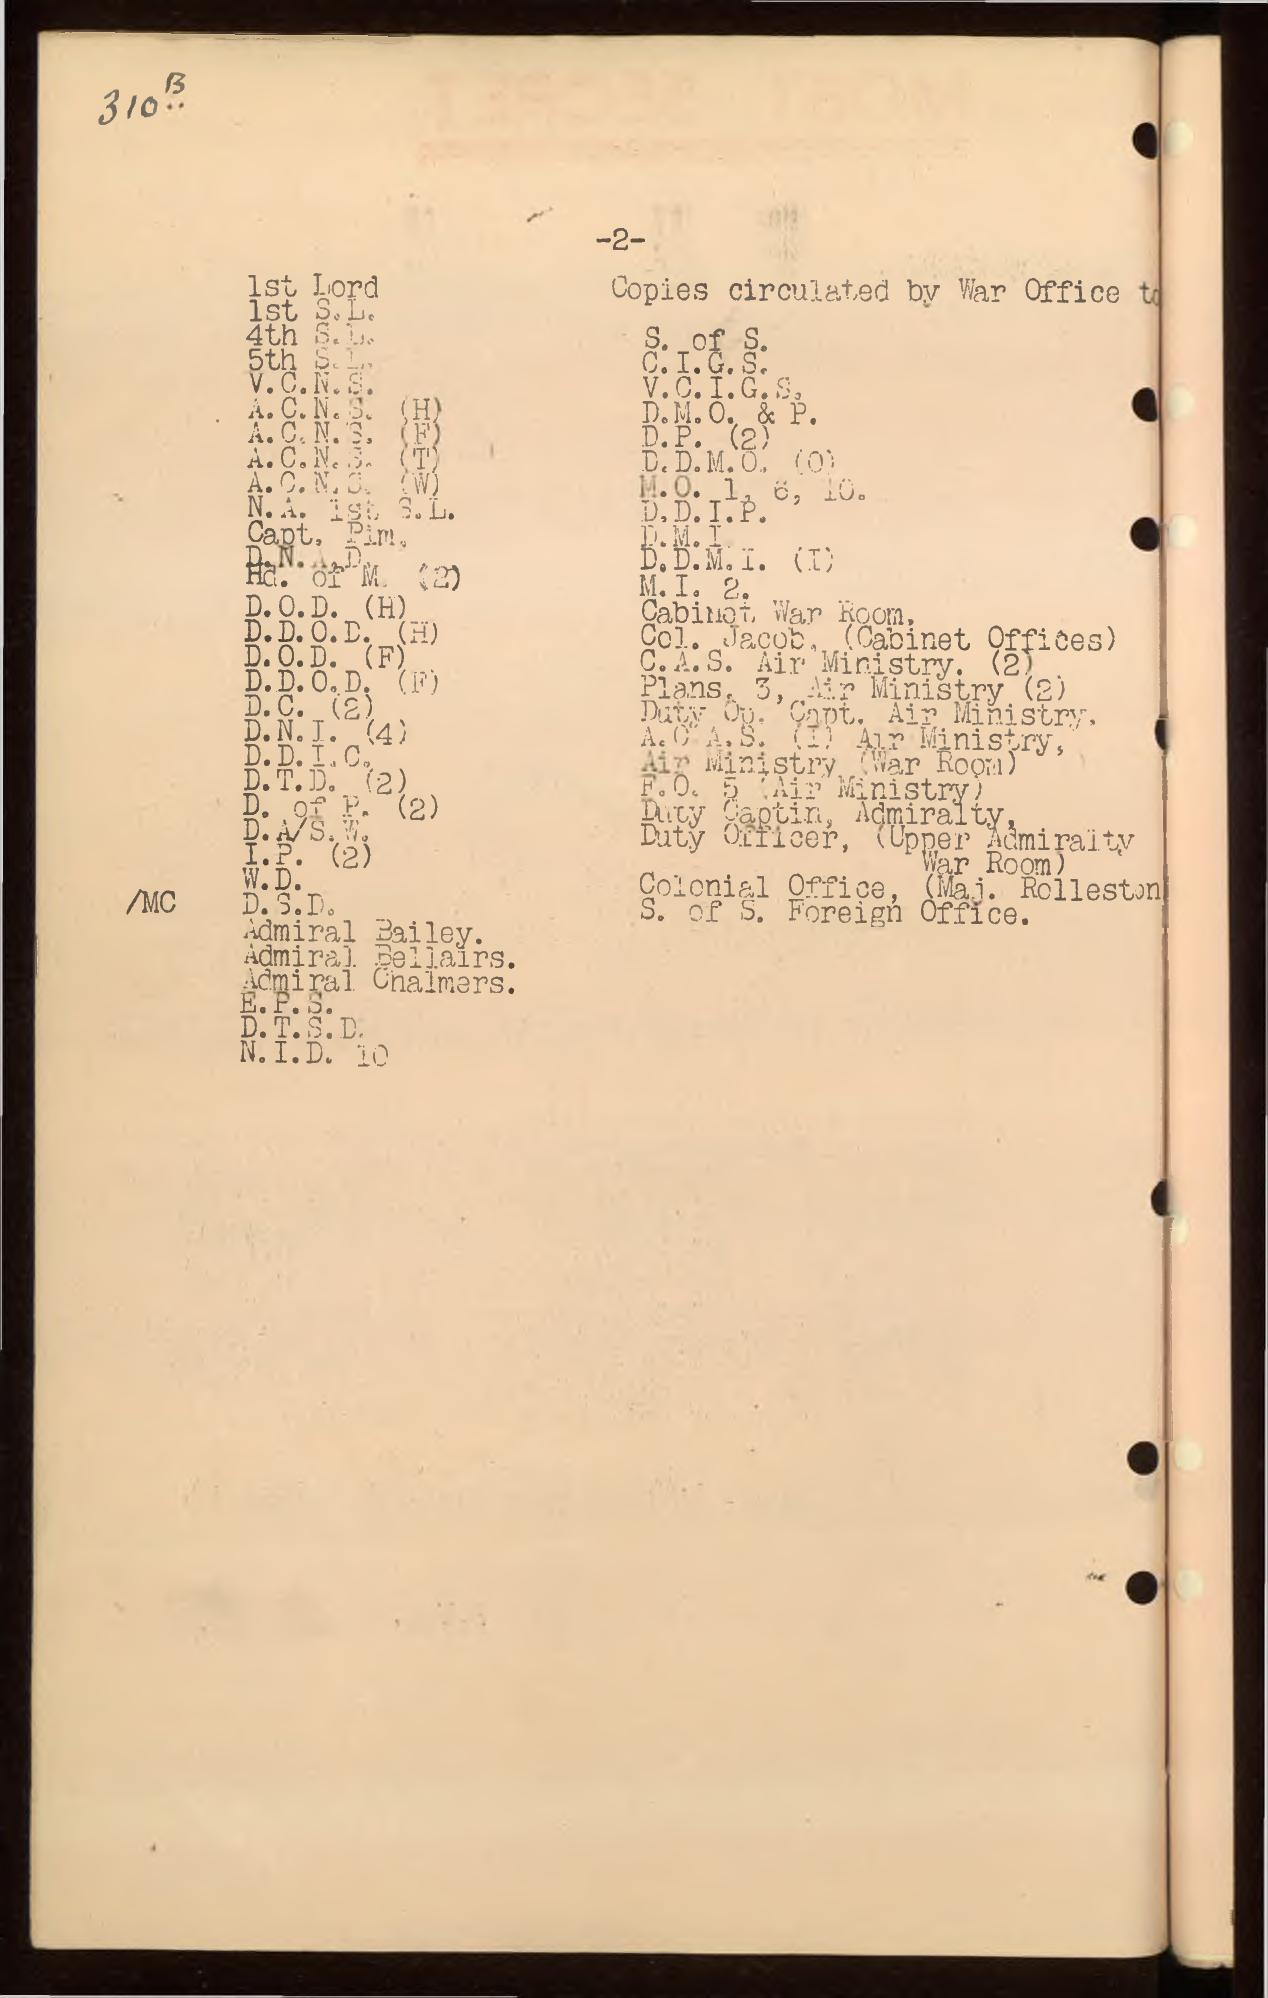 310B
-2-
1st Lord
1st S.L.
4th S.L.
5th S.L.
V.C.N.S.
A.C.N.S. (H)
A.C.N.S. (F)
A.C.N.S. (T)
A.C.N.S. (W)
N.A. 1st S.L.
Capt. Pim.
D.N.A.D.
Hd. of M. (2)
D.O.D. (H)
D.D.O.D. (H)
D.O.D. (F)
D.D.O.D. (F)
D.C. (2)
D.N.I. (4)
D.D.I.C.
D.T.D. (2)
D. of P. (2)
D.A/S.W.
I.P. (2)
W.D.
/MC D.S.D.
Admiral Bailey.
Admiral Bellairs.
Admiral Chalmers.
E.P.S.
D.T.S.D.
N.I.D. 10
Copies circulated by War Office to
S. of S.
C.I.G.S.
V.C.I.G.S.
D.M.O. & P.
D.P. (2)
D.D.M.O. (O)
M.O. 1, 6, 10.
D.D.I.P.
D.M.I.
D.D.M.I. (I)
M.I. 2.
Cabinet War Room,
Col. Jacob, (Cabinet Offices)
C.A.S. Air Ministry. (2)
Plans, 3, Air Ministry (2)
Duty Op. Capt. Air Ministry,
A.C.A.S. (I) Air Ministry,
Air Ministry (War Room)
F.O. 5 (Air Ministry)
Duty Captin, Admiralty,
Duty Officer, (Upper Admiralty
War Room)
Colonial Office, (Maj. Rolleston
S. of S. Foreign Office.